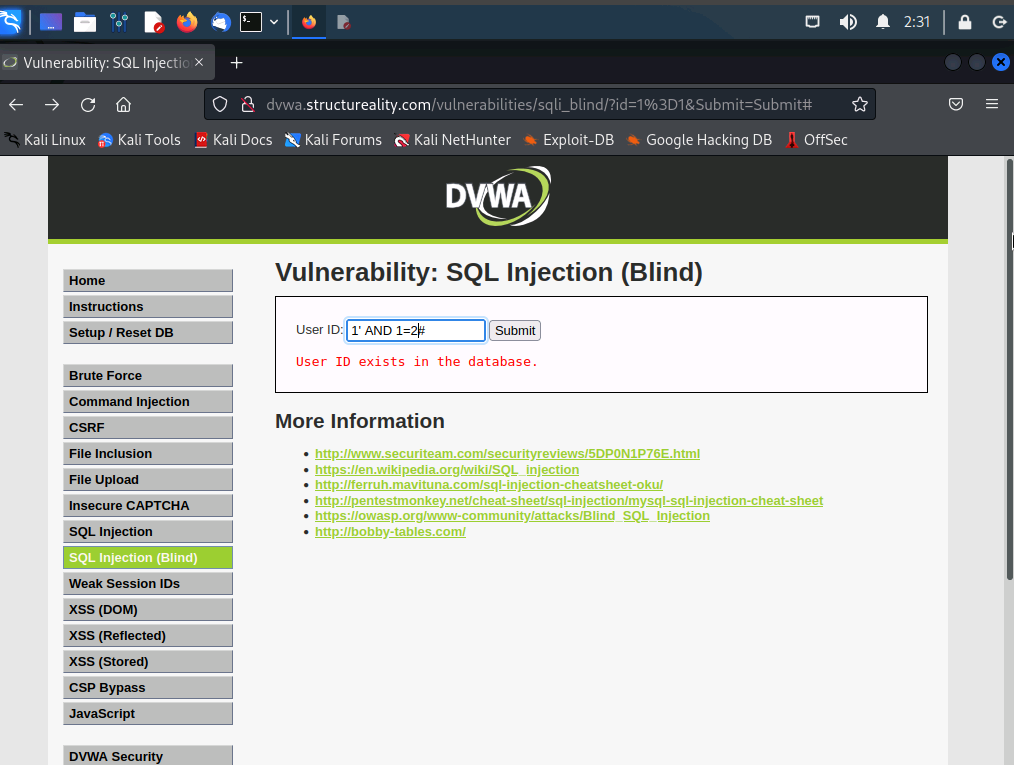 2:31
Vulnerability: SQL Injectio
dvwa.structureality.com/vulnerabilities/sqli_blind/?id=1%3D1&Submit=Submit#
Kali Linux Kali Tools Kali Docs Kali Forums Kali NetHunter Exploit-DB Google Hacking DB OffSec
DVWA
Home
Instructions
Setup / Reset DB
Brute Force
Command Injection
CSRF
File Inclusion
File Upload
Insecure CAPTCHA
SQL Injection
SQL Injection (Blind)
Weak Session IDs
XSS (DOM)
XSS (Reflected)
XSS (Stored)
CSP Bypass
JavaScript
DVWA Security
Vulnerability: SQL Injection (Blind)
User ID: 1' AND 1=2# Submit
User ID exists in the database.
More Information
http://www.securiteam.com/securityreviews/5DP0N1P76E.html
https://en.wikipedia.org/wiki/SQL_injection
http://ferruh.mavituna.com/sql-injection-cheatsheet-oku/
http://pentestmonkey.net/cheat-sheet/sql-injection/mysql-sql-injection-cheat-sheet
https://owasp.org/www-community/attacks/Blind_SQL_Injection
http://bobby-tables.com/